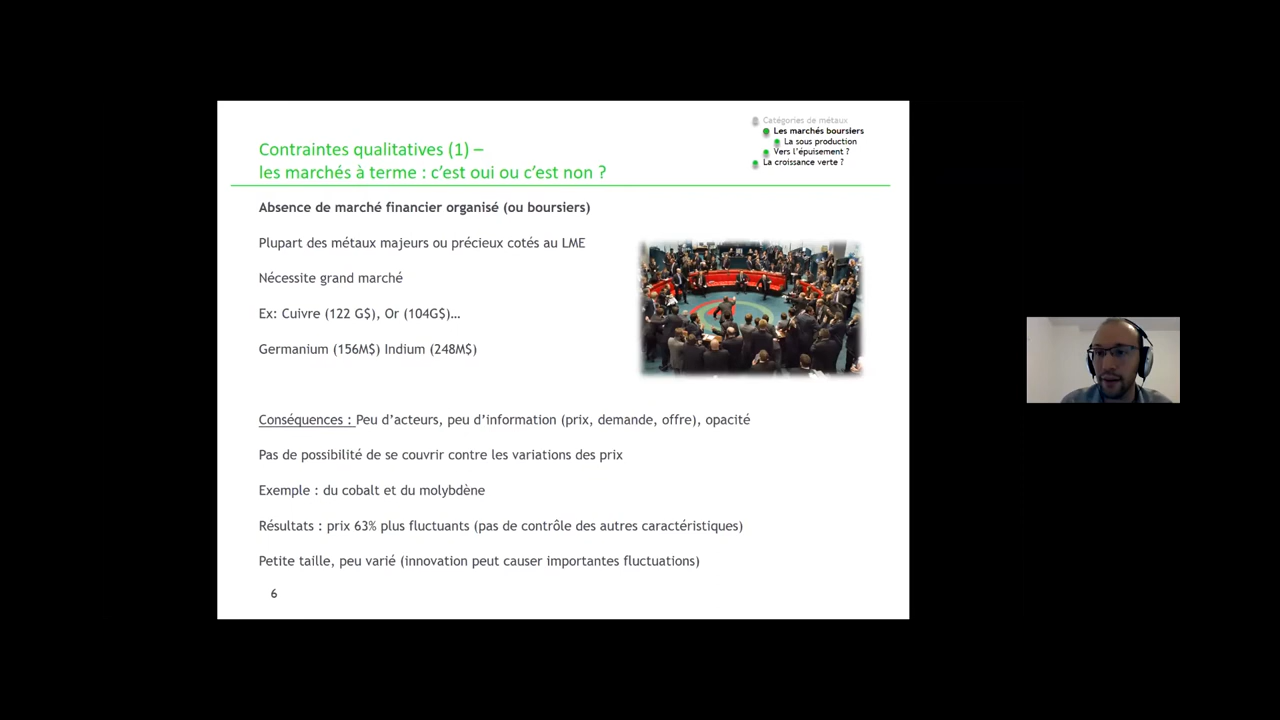 Catégories de métaux
Les marchés boursiers
La sous production
Vers l'épuisement ?
La croissance verte ?
Contraintes qualitatives (1) –
les marchés à terme : c'est oui ou c'est non ?
Absence de marché financier organisé (ou boursiers)
Plupart des métaux majeurs ou précieux cotés au LME
Nécessite grand marché
Ex: Cuivre (122 G$), Or (104G$)…
Germanium (156M$) Indium (248M$)
Conséquences : Peu d'acteurs, peu d'information (prix, demande, offre), opacité
Pas de possibilité de se couvrir contre les variations des prix
Exemple : du cobalt et du molybdène
Résultats : prix 63% plus fluctuants (pas de contrôle des autres caractéristiques)
Petite taille, peu varié (innovation peut causer importantes fluctuations)
6